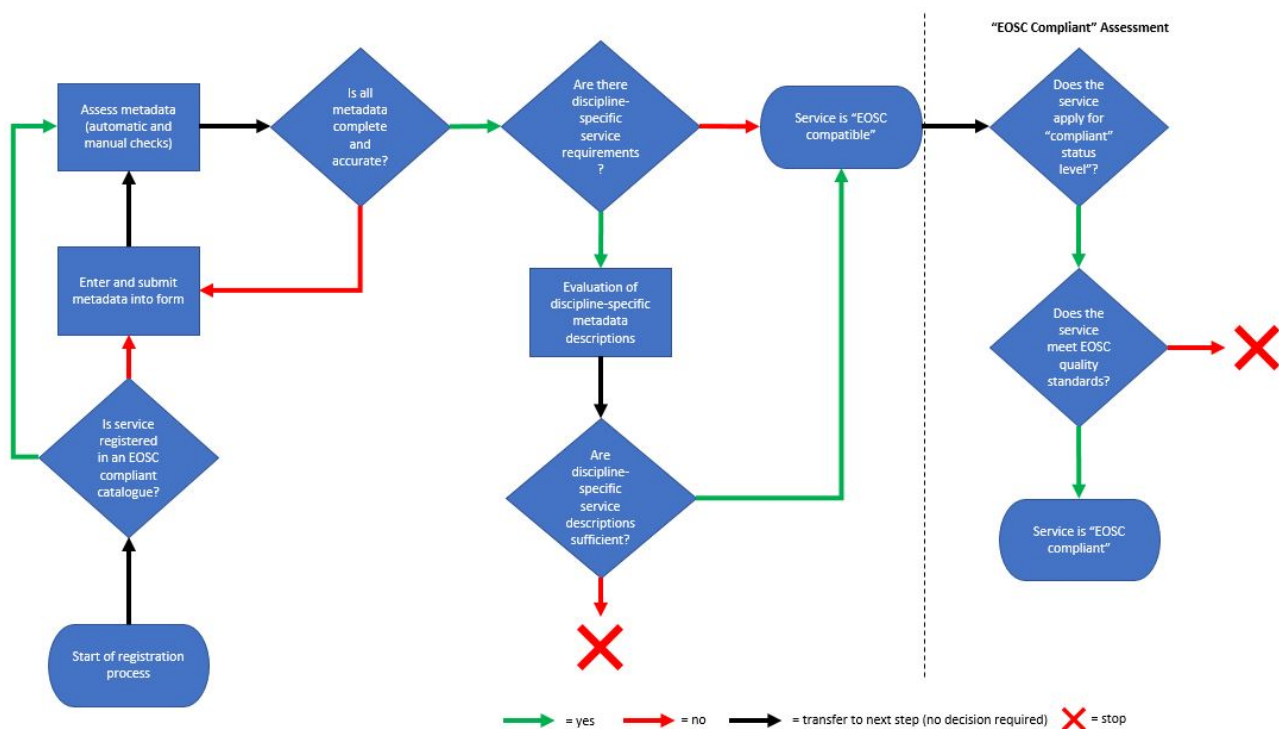 "EOSC Compliant" Assessment
Assess metadata
(automatic and
manual checks)
Is all
metadata
complete
and
accurate?
Are there
discipline-
specific
service
requirements
?
Service is "EOSC
compatible"
Does the
service
apply for
"compliant"
status
level"?
Enter and submit
metadata into form
Evaluation of
discipline-specific
metadata
descriptions
Does the
service
meet EOSC
quality
standards?
Is service
registered
in an EOSC
compliant
catalogue?
Are
discipline-
specific
service
descriptions
sufficient?
Service is "EOSC
compliant"
Start of registration
process
= yes
= no
= transfer to next step (no decision required)
= stop